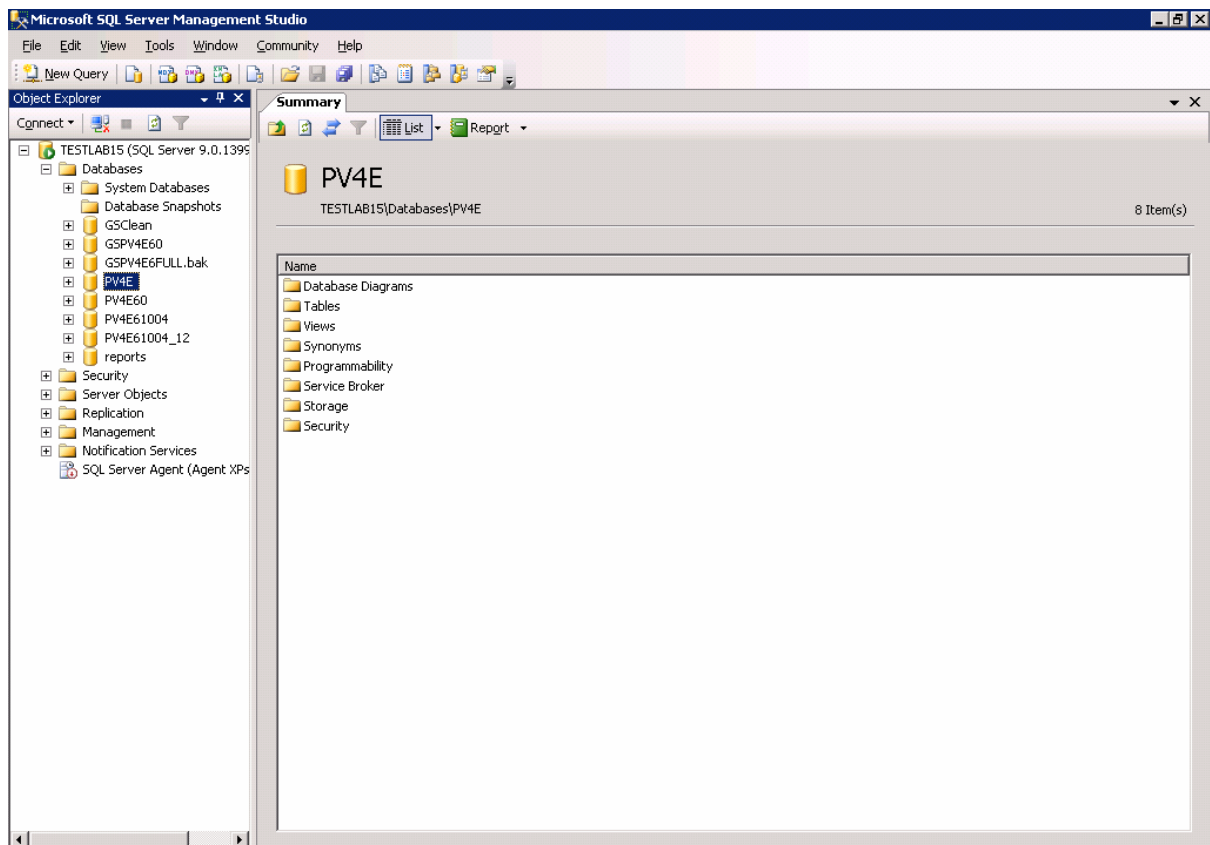 Microsoft SQL Server Management Studio
File Edit View Tools Window Community Help
New Query
Object Explorer
Connect
TESTLAB15 (SQL Server 9.0.1399
Databases
System Databases
Database Snapshots
GSClean
GSPV4E60
GSPV4E6FULL.bak
PV4E
PV4E60
PV4E61004
PV4E61004_12
reports
Security
Server Objects
Replication
Management
Notification Services
SQL Server Agent (Agent XPs
Summary
List Report
PV4E
TESTLAB15\Databases\PV4E 8 Item(s)
Name
Database Diagrams
Tables
Views
Synonyms
Programmability
Service Broker
Storage
Security